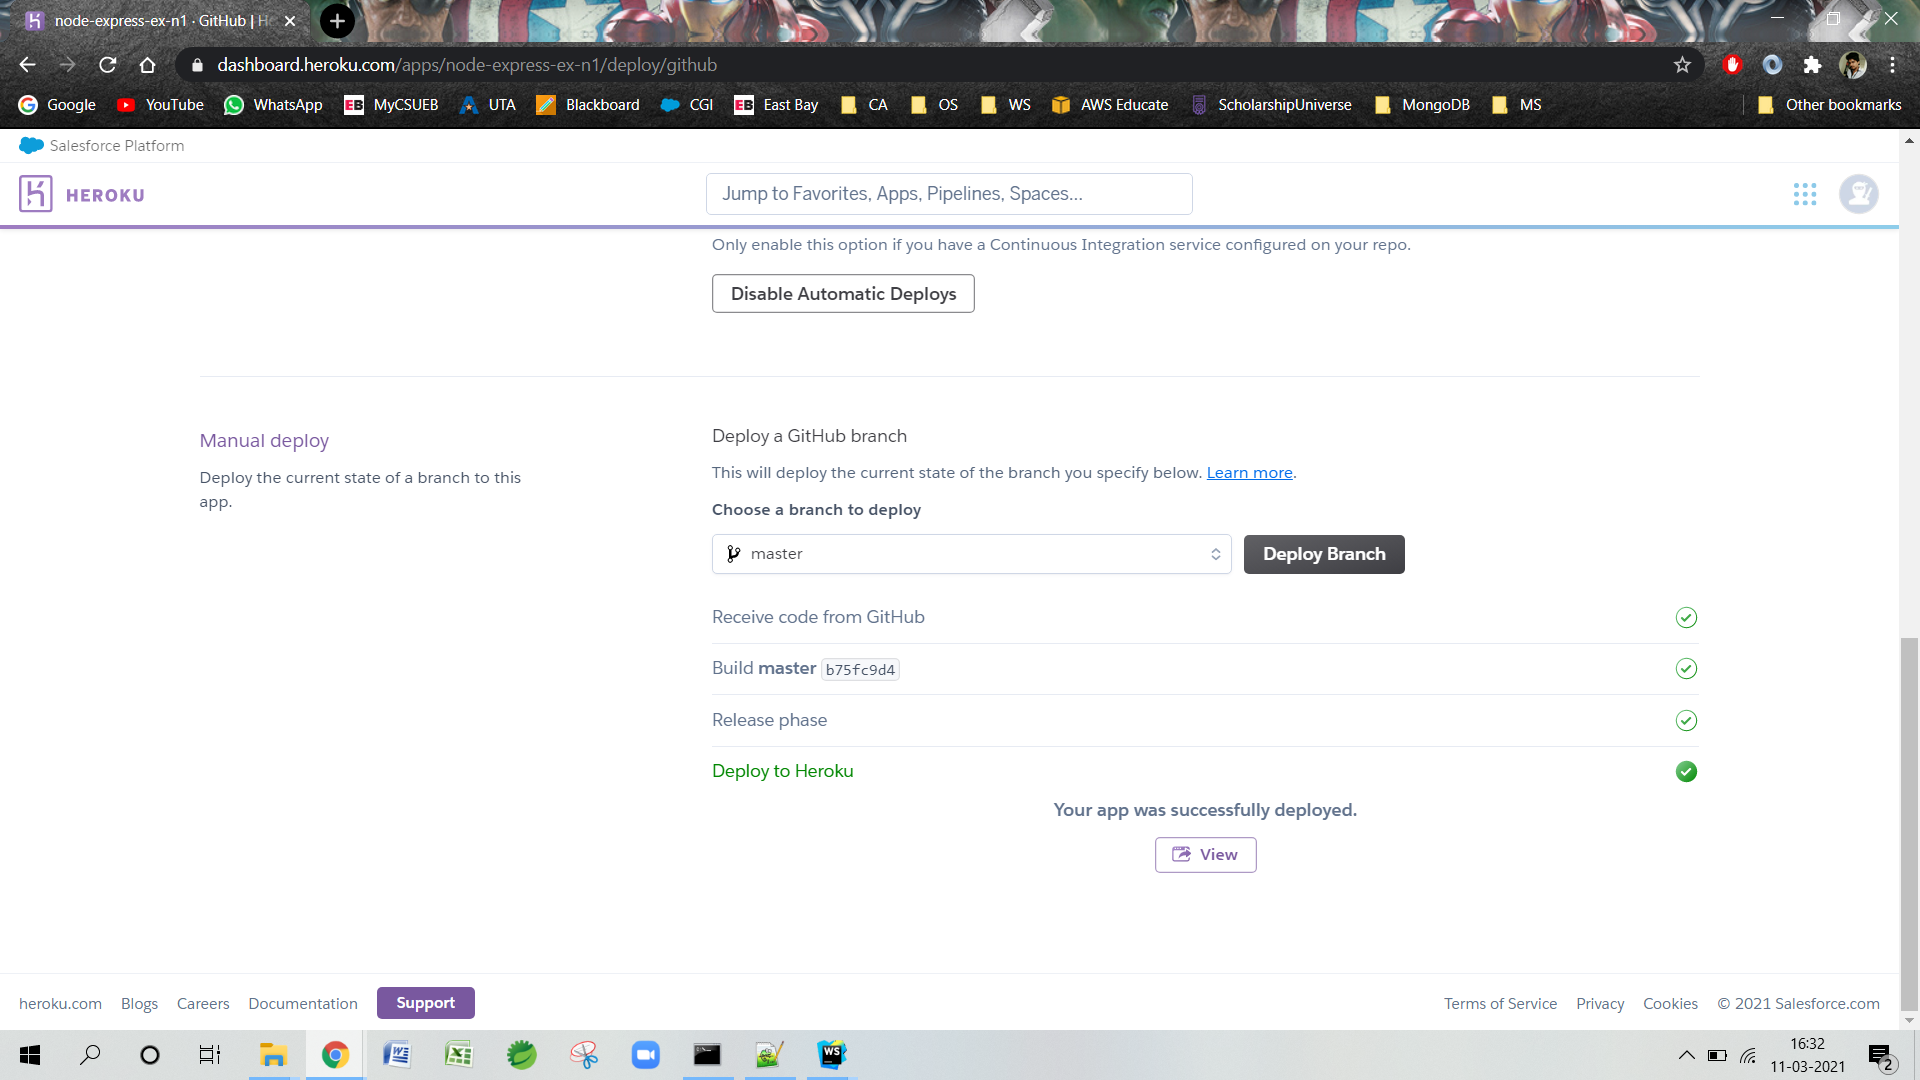 node-express-ex-n1 · GitHub | H
dashboard.heroku.com/apps/node-express-ex-n1/deploy/github
Google YouTube WhatsApp EB MyCSUEB UTA Blackboard CGI EB East Bay CA OS WS AWS Educate ScholarshipUniverse MongoDB MS Other bookmarks
Salesforce Platform
HEROKU
Jump to Favorites, Apps, Pipelines, Spaces...
Only enable this option if you have a Continuous Integration service configured on your repo.
Disable Automatic Deploys
Manual deploy
Deploy the current state of a branch to this
app.
Deploy a GitHub branch
This will deploy the current state of the branch you specify below. Learn more.
Choose a branch to deploy
master
Deploy Branch
Receive code from GitHub
Build master b75fc9d4
Release phase
Deploy to Heroku
Your app was successfully deployed.
View
heroku.com Blogs Careers Documentation Support Terms of Service Privacy Cookies © 2021 Salesforce.com
WS
16:32
11-03-2021
2